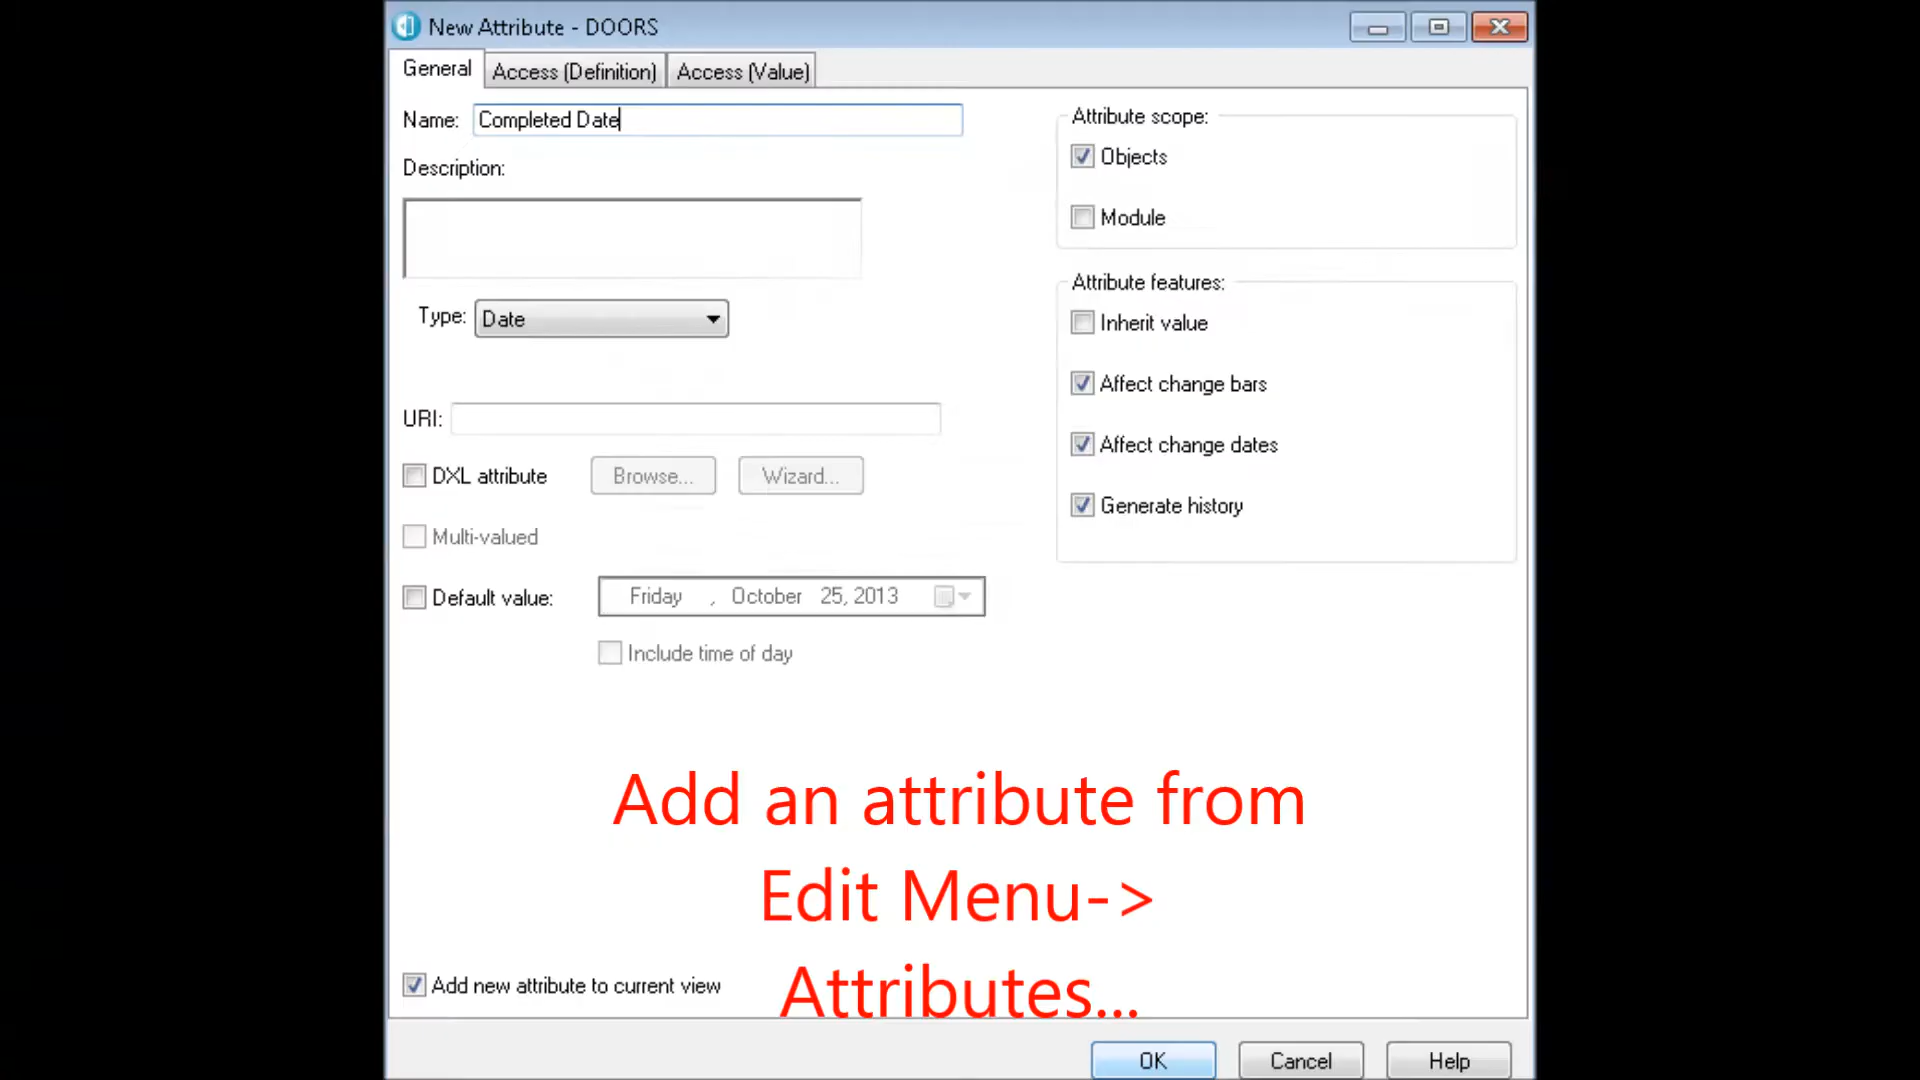 New Attribute - DOORS
General
Access (Definition)
Access (Value)
Name: Completed Date
Description:
Type: Date
URI:
DXL attribute Browse... Wizard...
Multi-valued
Default value: Friday , October 25, 2013
Include time of day
Attribute scope:
Objects
Module
Attribute features:
Inherit value
Affect change bars
Affect change dates
Generate history
Add an attribute from
Edit Menu->
Attributes...
Add new attribute to current view
OK Cancel Help